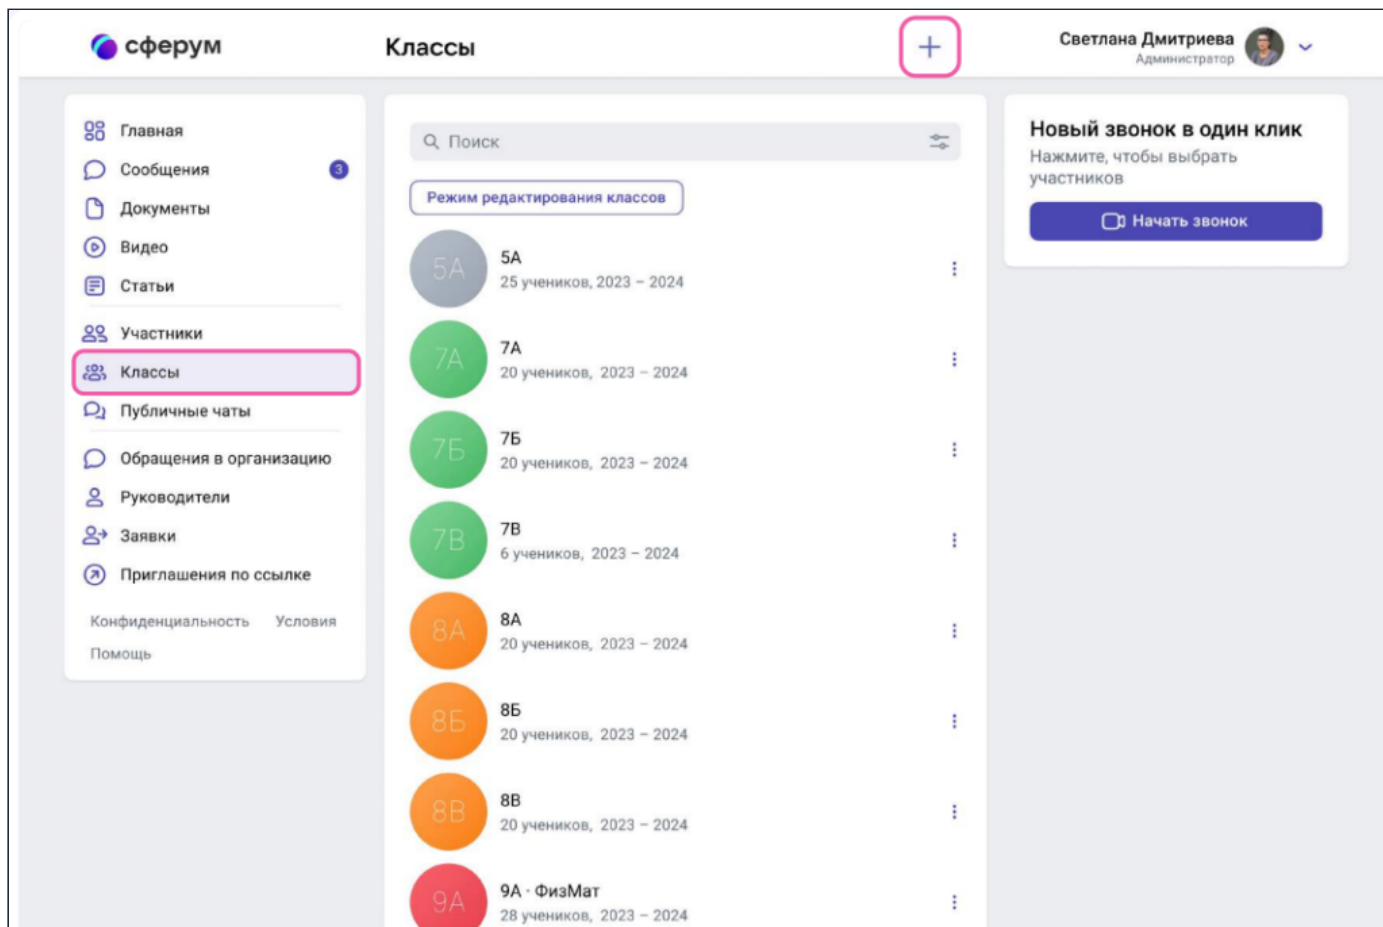 сферум
Классы
Светлана Дмитриева
Администратор
Главная
Сообщения 3
Документы
Видео
Статьи
Участники
Классы
Публичные чаты
Обращения в организацию
Руководители
Заявки
Приглашения по ссылке
Конфиденциальность Условия
Помощь
Поиск
Режим редактирования классов
5А
5А
25 учеников, 2023 – 2024
7А
7А
20 учеников, 2023 – 2024
7Б
7Б
20 учеников, 2023 – 2024
7В
7В
6 учеников, 2023 – 2024
8А
8А
20 учеников, 2023 – 2024
8Б
8Б
20 учеников, 2023 – 2024
8В
8В
20 учеников, 2023 – 2024
9А
9А · ФизМат
28 учеников, 2023 – 2024
Новый звонок в один клик
Нажмите, чтобы выбрать
участников
Начать звонок